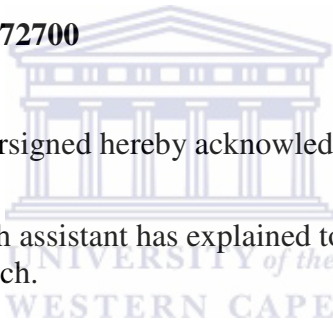 72700
rsigned hereby acknowled
h assistant has explained to
UNIVERSITY of the
ch.
WESTERN CAPE